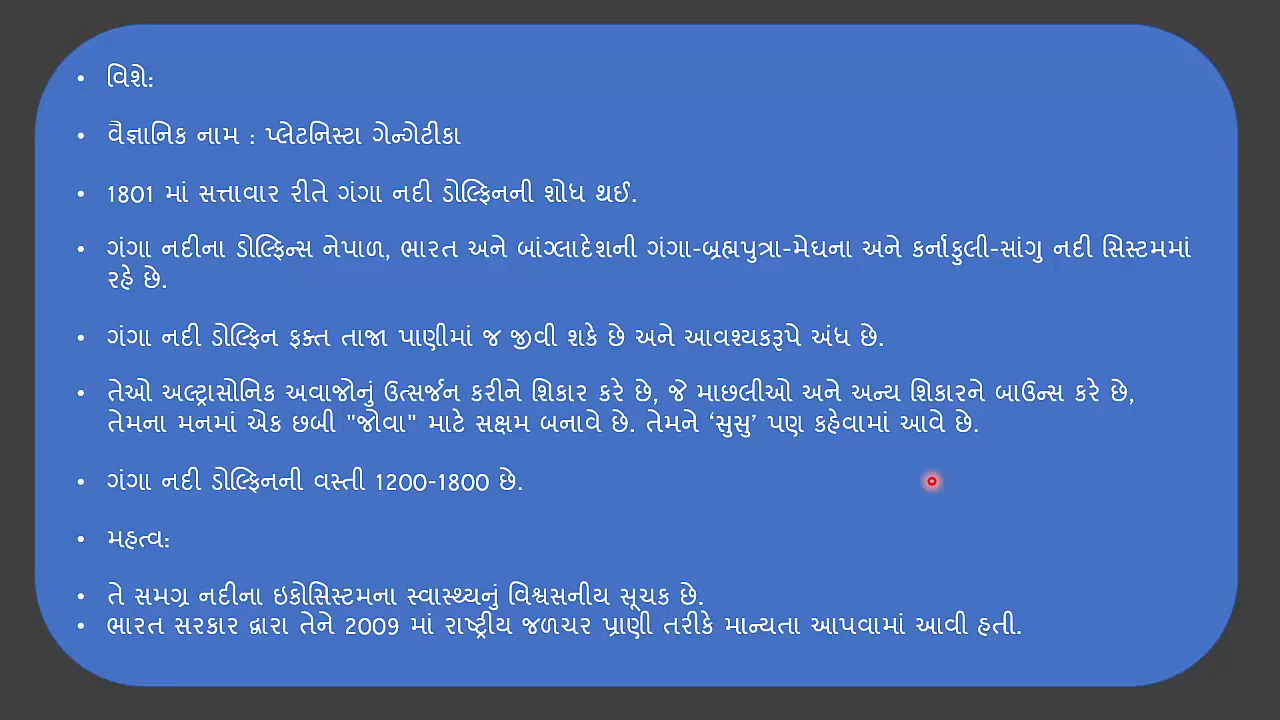 • વિશે:
• વૈજ્ઞાનિક નામ : પ્લેટનિસ્ટા ગેન્ગેટીકા
• 1801 માં સત્તાવાર રીતે ગંગા નદી ડોલ્ફિનની શોધ થઈ.
• ગંગા નદીના ડોલ્ફિન્સ નેપાળ, ભારત અને બાંગ્લાદેશની ગંગા-બ્રહ્મપુત્રા-મેઘના અને કર્નાફુલી-સાંગુ નદી સિસ્ટમમાં
રહે છે.
• ગંગા નદી ડોલ્ફિન ફક્ત તાજા પાણીમાં જ જીવી શકે છે અને આવશ્યકરૂપે અંધ છે.
• તેઓ અલ્ટ્રાસોનિક અવાજોનું ઉત્સર્જન કરીને શિકાર કરે છે, જે માછલીઓ અને અન્ય શિકારને બાઉન્સ કરે છે,
તેમના મનમાં એક છબી "જોવા" માટે સક્ષમ બનાવે છે. તેમને ‘સુસુ’ પણ કહેવામાં આવે છે.
• ગંગા નદી ડોલ્ફિનની વસ્તી 1200-1800 છે.
• મહત્વ:
• તે સમગ્ર નદીના ઇકોસિસ્ટમના સ્વાસ્થ્યનું વિશ્વસનીય સૂચક છે.
• ભારત સરકાર દ્વારા તેને 2009 માં રાષ્ટ્રીય જળચર પ્રાણી તરીકે માન્યતા આપવામાં આવી હતી.